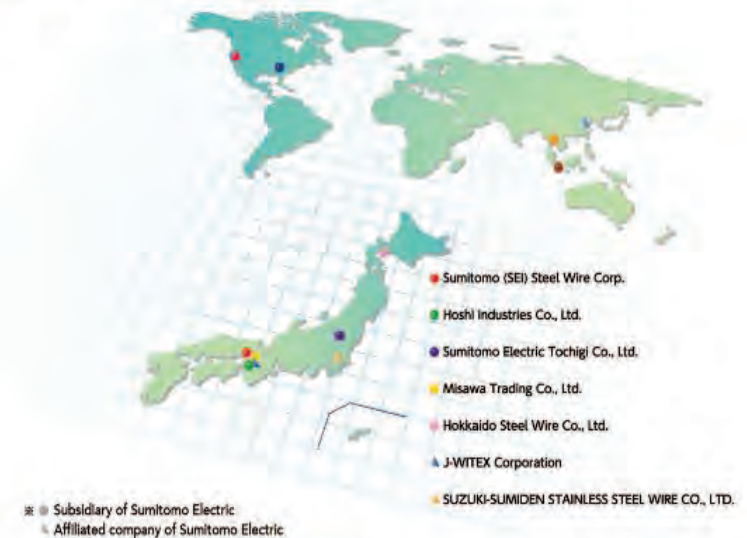 Sumitomo (SEI) Steel Wire Corp.
Hoshi Industries Co., Ltd.
Sumitomo Electric Tochigi Co., Ltd.
Misawa Trading Co., Ltd.
Hokkaido Steel Wire Co., Ltd.
J-WITEX Corporation
SUZUKI-SUMIDEN STAINLESS STEEL WIRE CO., LTD.
※ Subsidiary of Sumitomo Electric
Affiliated company of Sumitomo Electric